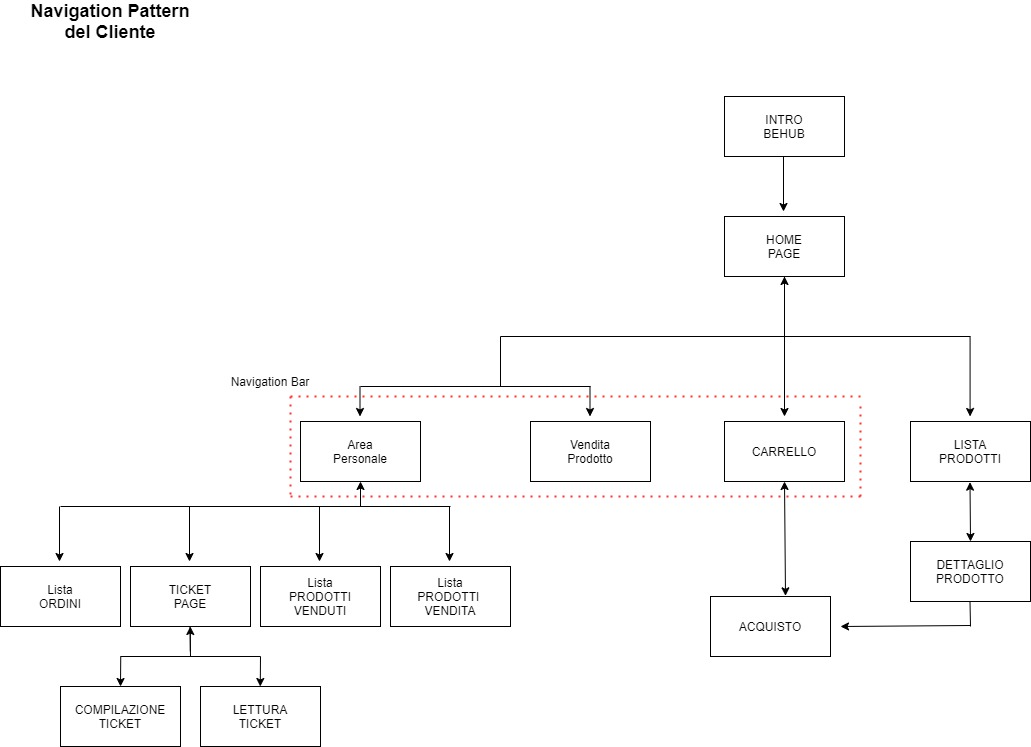 Navigation Pattern
del Cliente
INTRO
BEHUB
HOME
PAGE
Navigation Bar
Area
Personale
Vendita
Prodotto
CARRELLO
LISTA
PRODOTTI
Lista
ORDINI
TICKET
PAGE
Lista
PRODOTTI
VENDUTI
Lista
PRODOTTI
VENDITA
DETTAGLIO
PRODOTTO
ACQUISTO
COMPILAZIONE
TICKET
LETTURA
TICKET